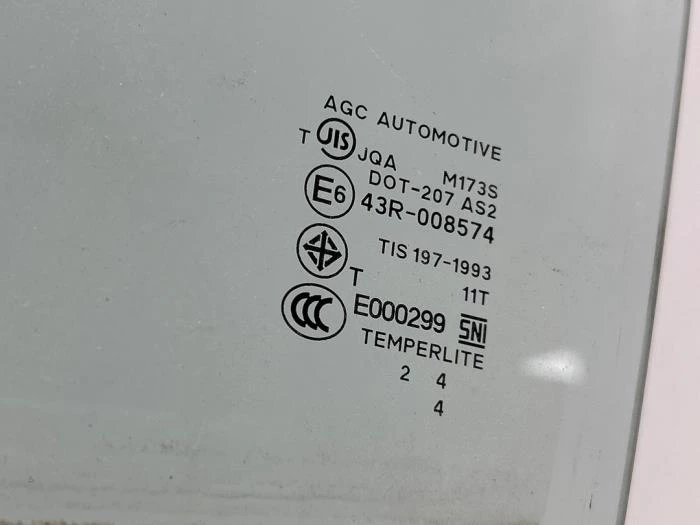 AGC AUTOMOTIVE
T JIS JQA M173S
DOT-207 AS2
E6 43R-008574
TIS 197-1993
T 11T
CCC E000299 SNI
TEMPERLITE
2 4
4